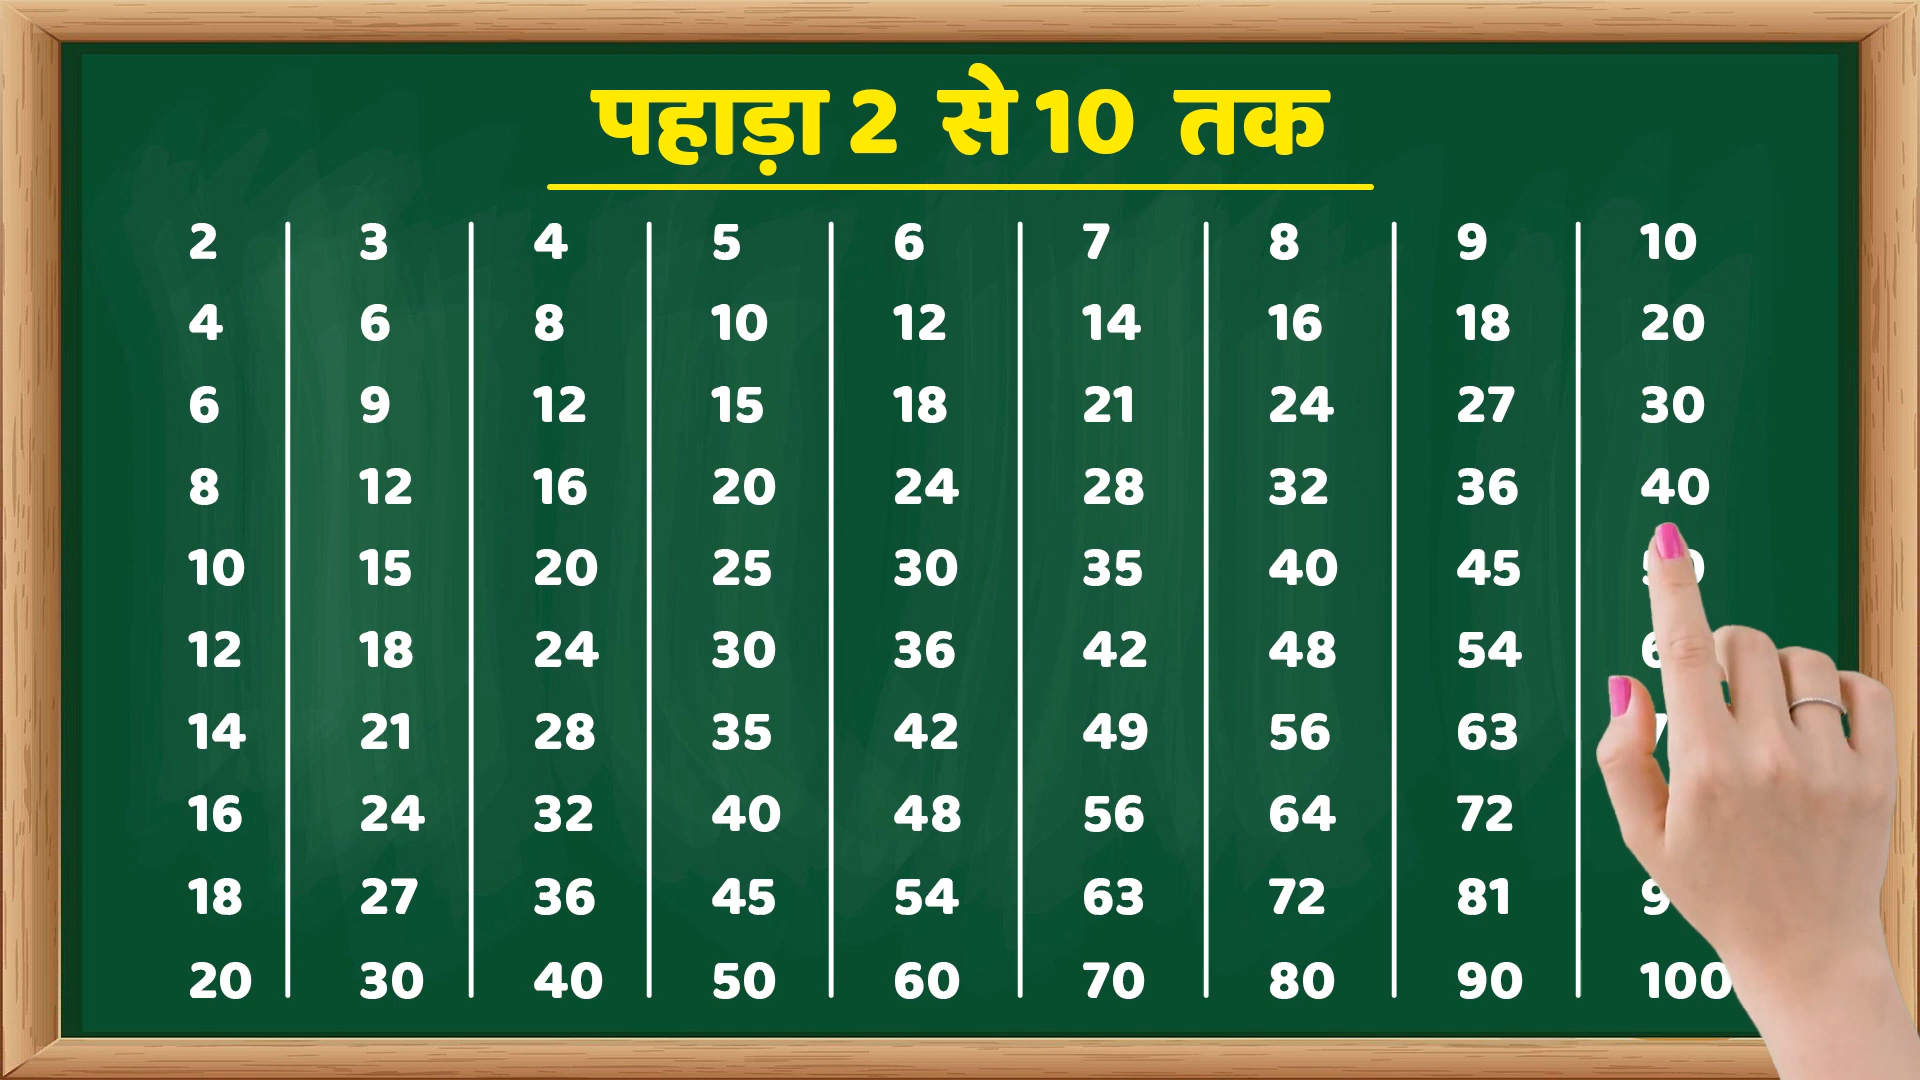 पहाड़ा 2 से 10 तक
2 3 4 5 6 7 8 9 10
4 6 8 10 12 14 16 18 20
6 9 12 15 18 21 24 27 30
8 12 16 20 24 28 32 36 40
10 15 20 25 30 35 40 45
12 18 24 30 36 42 48 54
14 21 28 35 42 49 56 63
16 24 32 40 48 56 64 72
18 27 36 45 54 63 72 81
20 30 40 50 60 70 80 90 100